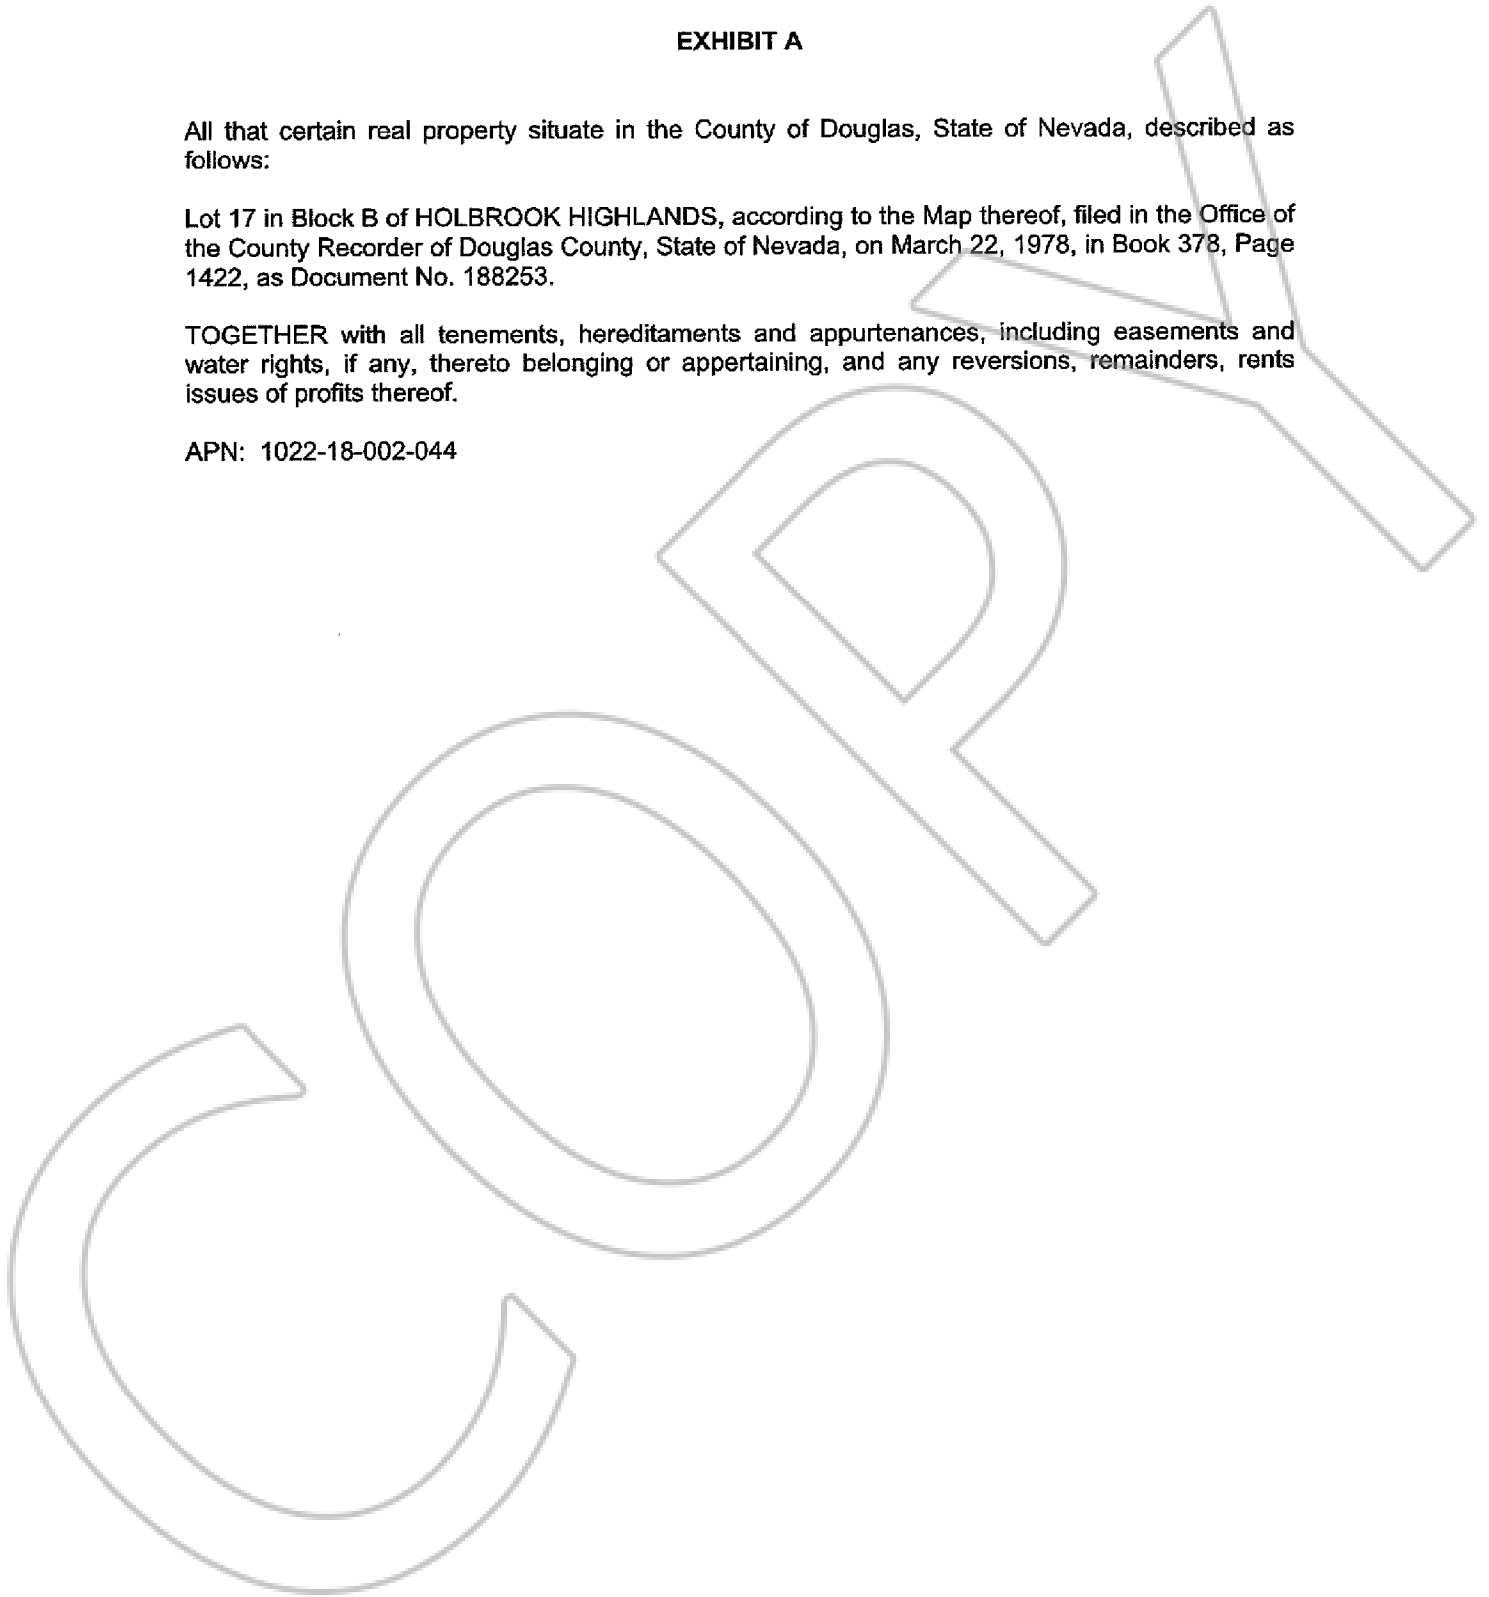 EXHIBIT A
All that certain real property situate in the County of Douglas, State of Nevada, described as
follows:
Lot 17 in Block B of HOLBROOK HIGHLANDS, according to the Map thereof, filed in the Office of
the County Recorder of Douglas County, State of Nevada, on March 22, 1978, in Book 378, Page
1422, as Document No. 188253.
TOGETHER with all tenements, hereditaments and appurtenances, including easements and
water rights, if any, thereto belonging or appertaining, and any reversions, remainders, rents
issues of profits thereof.
APN: 1022-18-002-044
COPY